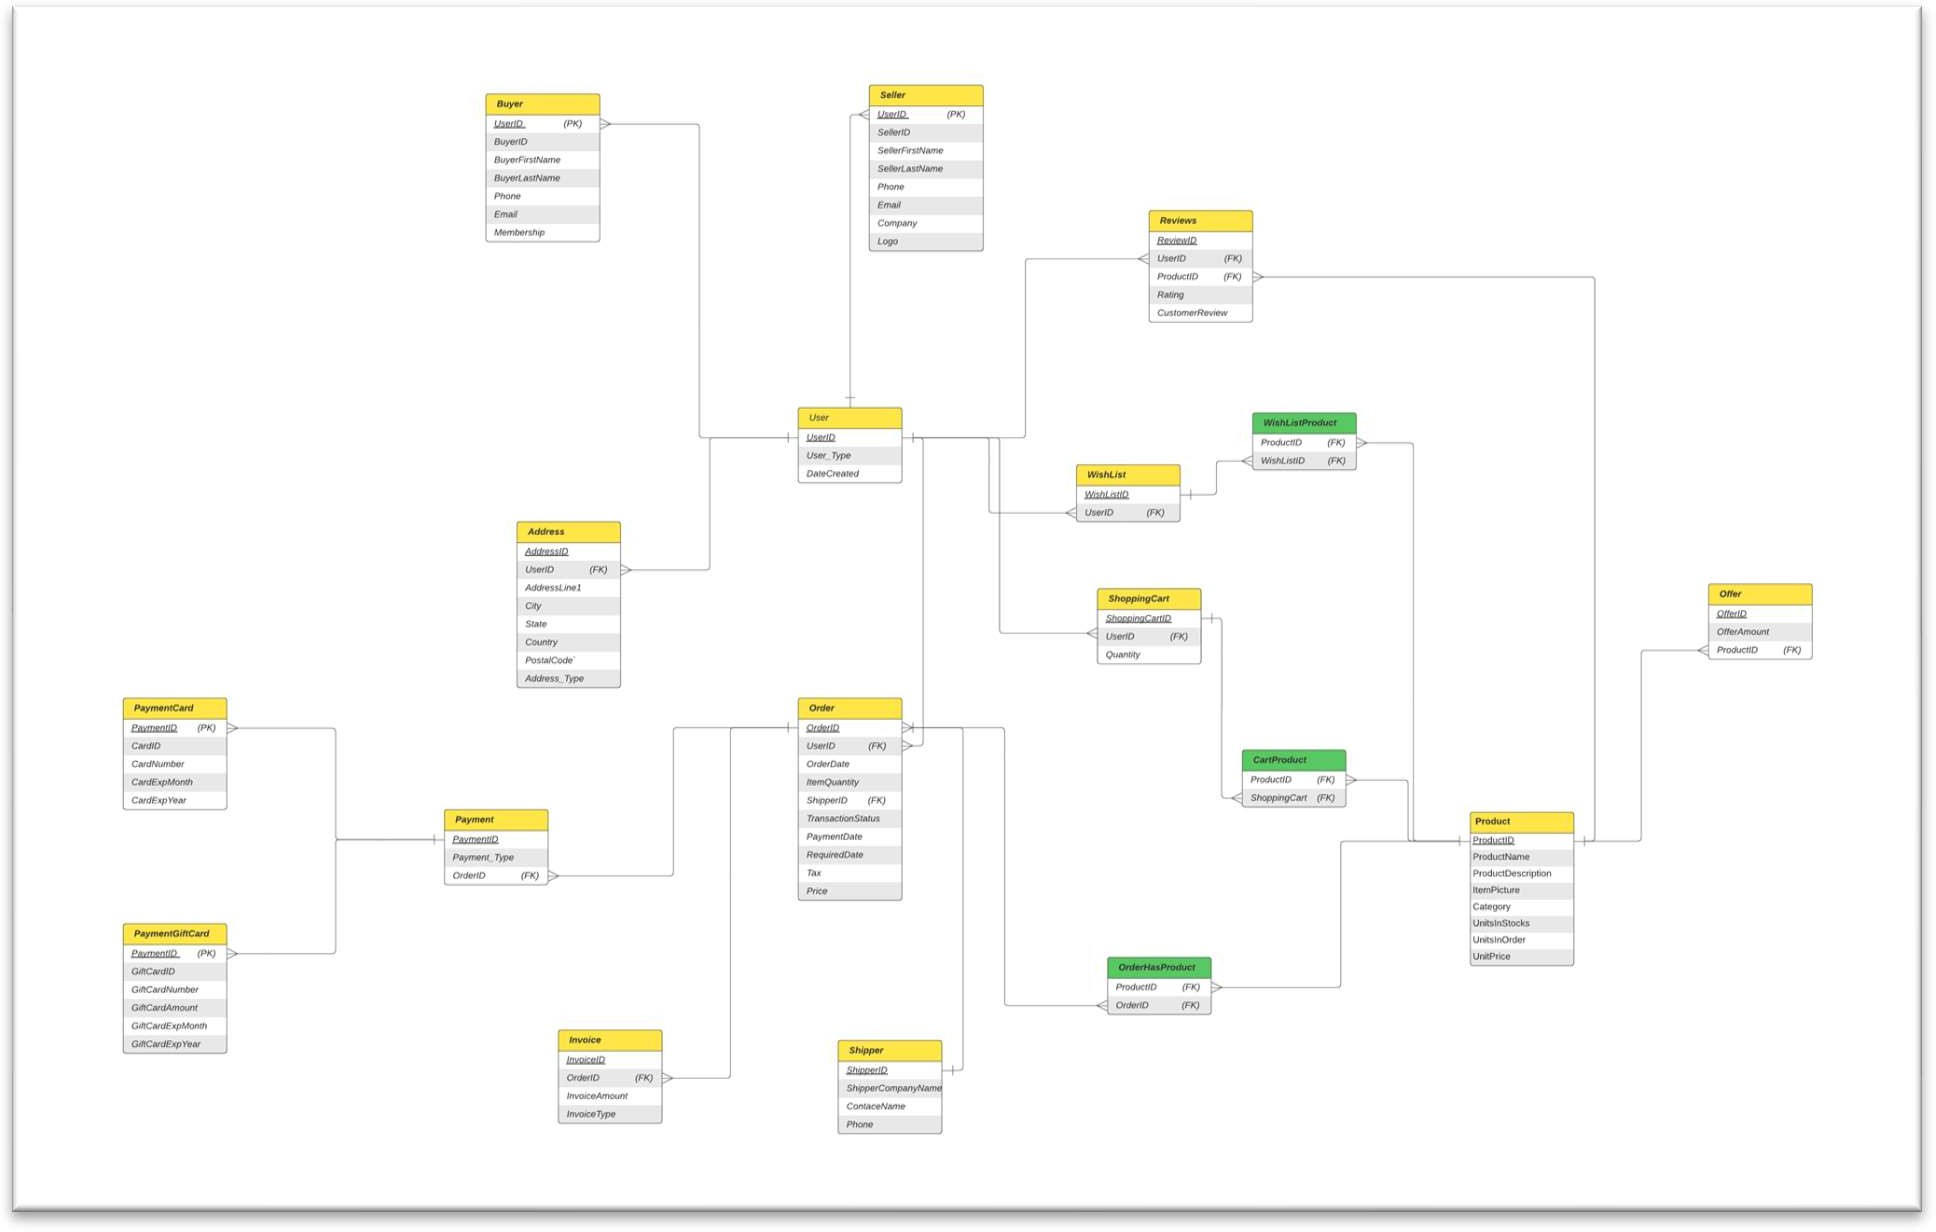 Buyer
UserID (PK)
BuyerID
BuyerFirstName
BuyerLastName
Phone
Email
Membership
Seller
UserID (PK)
SellerID
SellerFirstName
SellerLastName
Phone
Email
Company
Logo
Reviews
ReviewID
UserID (FK)
ProductID (FK)
Rating
CustomerReview
User
UserID
User_Type
DateCreated
WishListProduct
ProductID (FK)
WishListID (FK)
WishList
WishListID
UserID (FK)
Address
AddressID
UserID (FK)
AddressLine1
City
State
Country
PostalCode`
Address_Type
ShoppingCart
ShoppingCartID
UserID (FK)
Quantity
Offer
OfferID
OfferAmount
ProductID (FK)
PaymentCard
PaymentID (PK)
CardID
CardNumber
CardExpMonth
CardExpYear
Order
OrderID
UserID (FK)
OrderDate
ItemQuantity
ShipperID (FK)
TransactionStatus
PaymentDate
RequiredDate
Tax
Price
CartProduct
ProductID (FK)
ShoppingCart (FK)
Payment
PaymentID
Payment_Type
OrderID (FK)
Product
ProductID
ProductName
ProductDescription
ItemPicture
Category
UnitsInStocks
UnitsInOrder
UnitPrice
PaymentGiftCard
PaymentID (PK)
GiftCardID
GiftCardNumber
GiftCardAmount
GiftCardExpMonth
GiftCardExpYear
OrderHasProduct
ProductID (FK)
OrderID (FK)
Invoice
InvoiceID
OrderID (FK)
InvoiceAmount
InvoiceType
Shipper
ShipperID
ShipperCompanyName
ContaceName
Phone